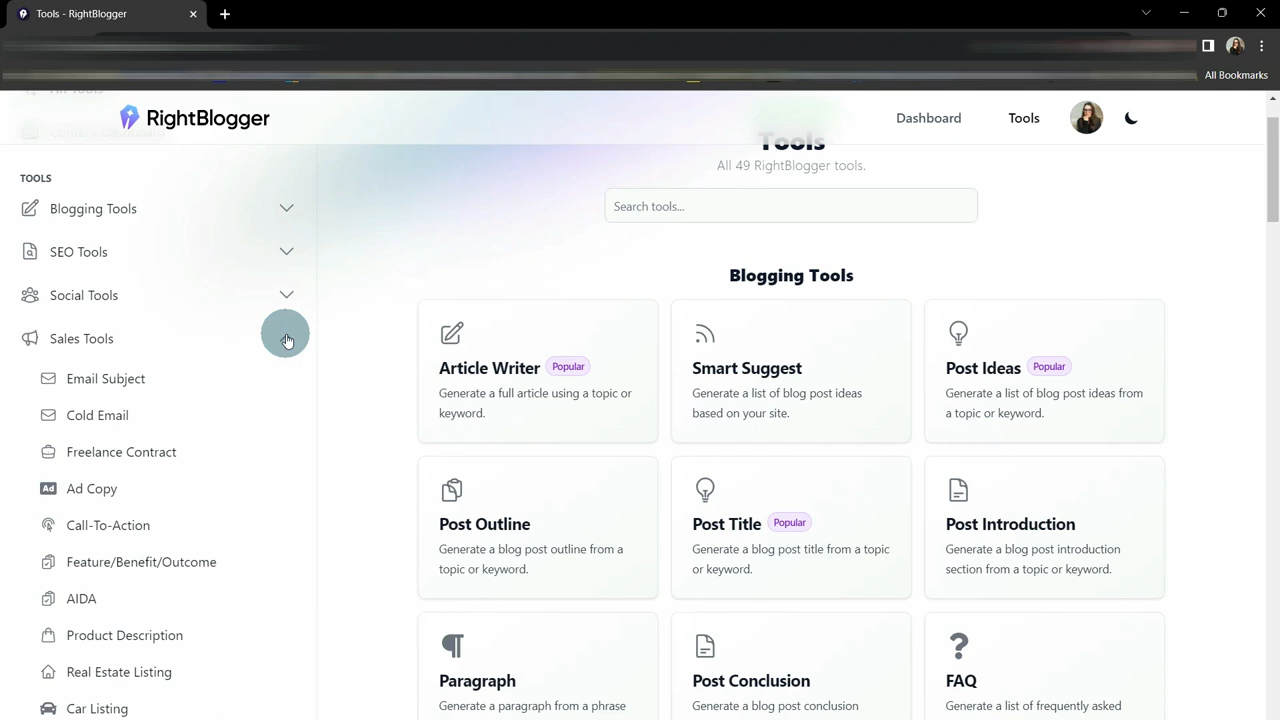 Tools - RightBlogger
All Bookmarks
RightBlogger
Dashboard
Tools
Tools
All 49 RightBlogger tools.
Search tools...
TOOLS
Blogging Tools
SEO Tools
Social Tools
Sales Tools
Email Subject
Cold Email
Freelance Contract
Ad
Ad Copy
Call-To-Action
Feature/Benefit/Outcome
AIDA
Product Description
Real Estate Listing
Car Listing
Blogging Tools
Article Writer Popular
Generate a full article using a topic or
keyword.
Smart Suggest
Generate a list of blog post ideas
based on your site.
Post Ideas Popular
Generate a list of blog post ideas from
a topic or keyword.
Post Outline
Generate a blog post outline from a
topic or keyword.
Post Title Popular
Generate a blog post title from a topic
or keyword.
Post Introduction
Generate a blog post introduction
section from a topic or keyword.
Paragraph
Generate a paragraph from a phrase
Post Conclusion
Generate a blog post conclusion
FAQ
Generate a list of frequently asked